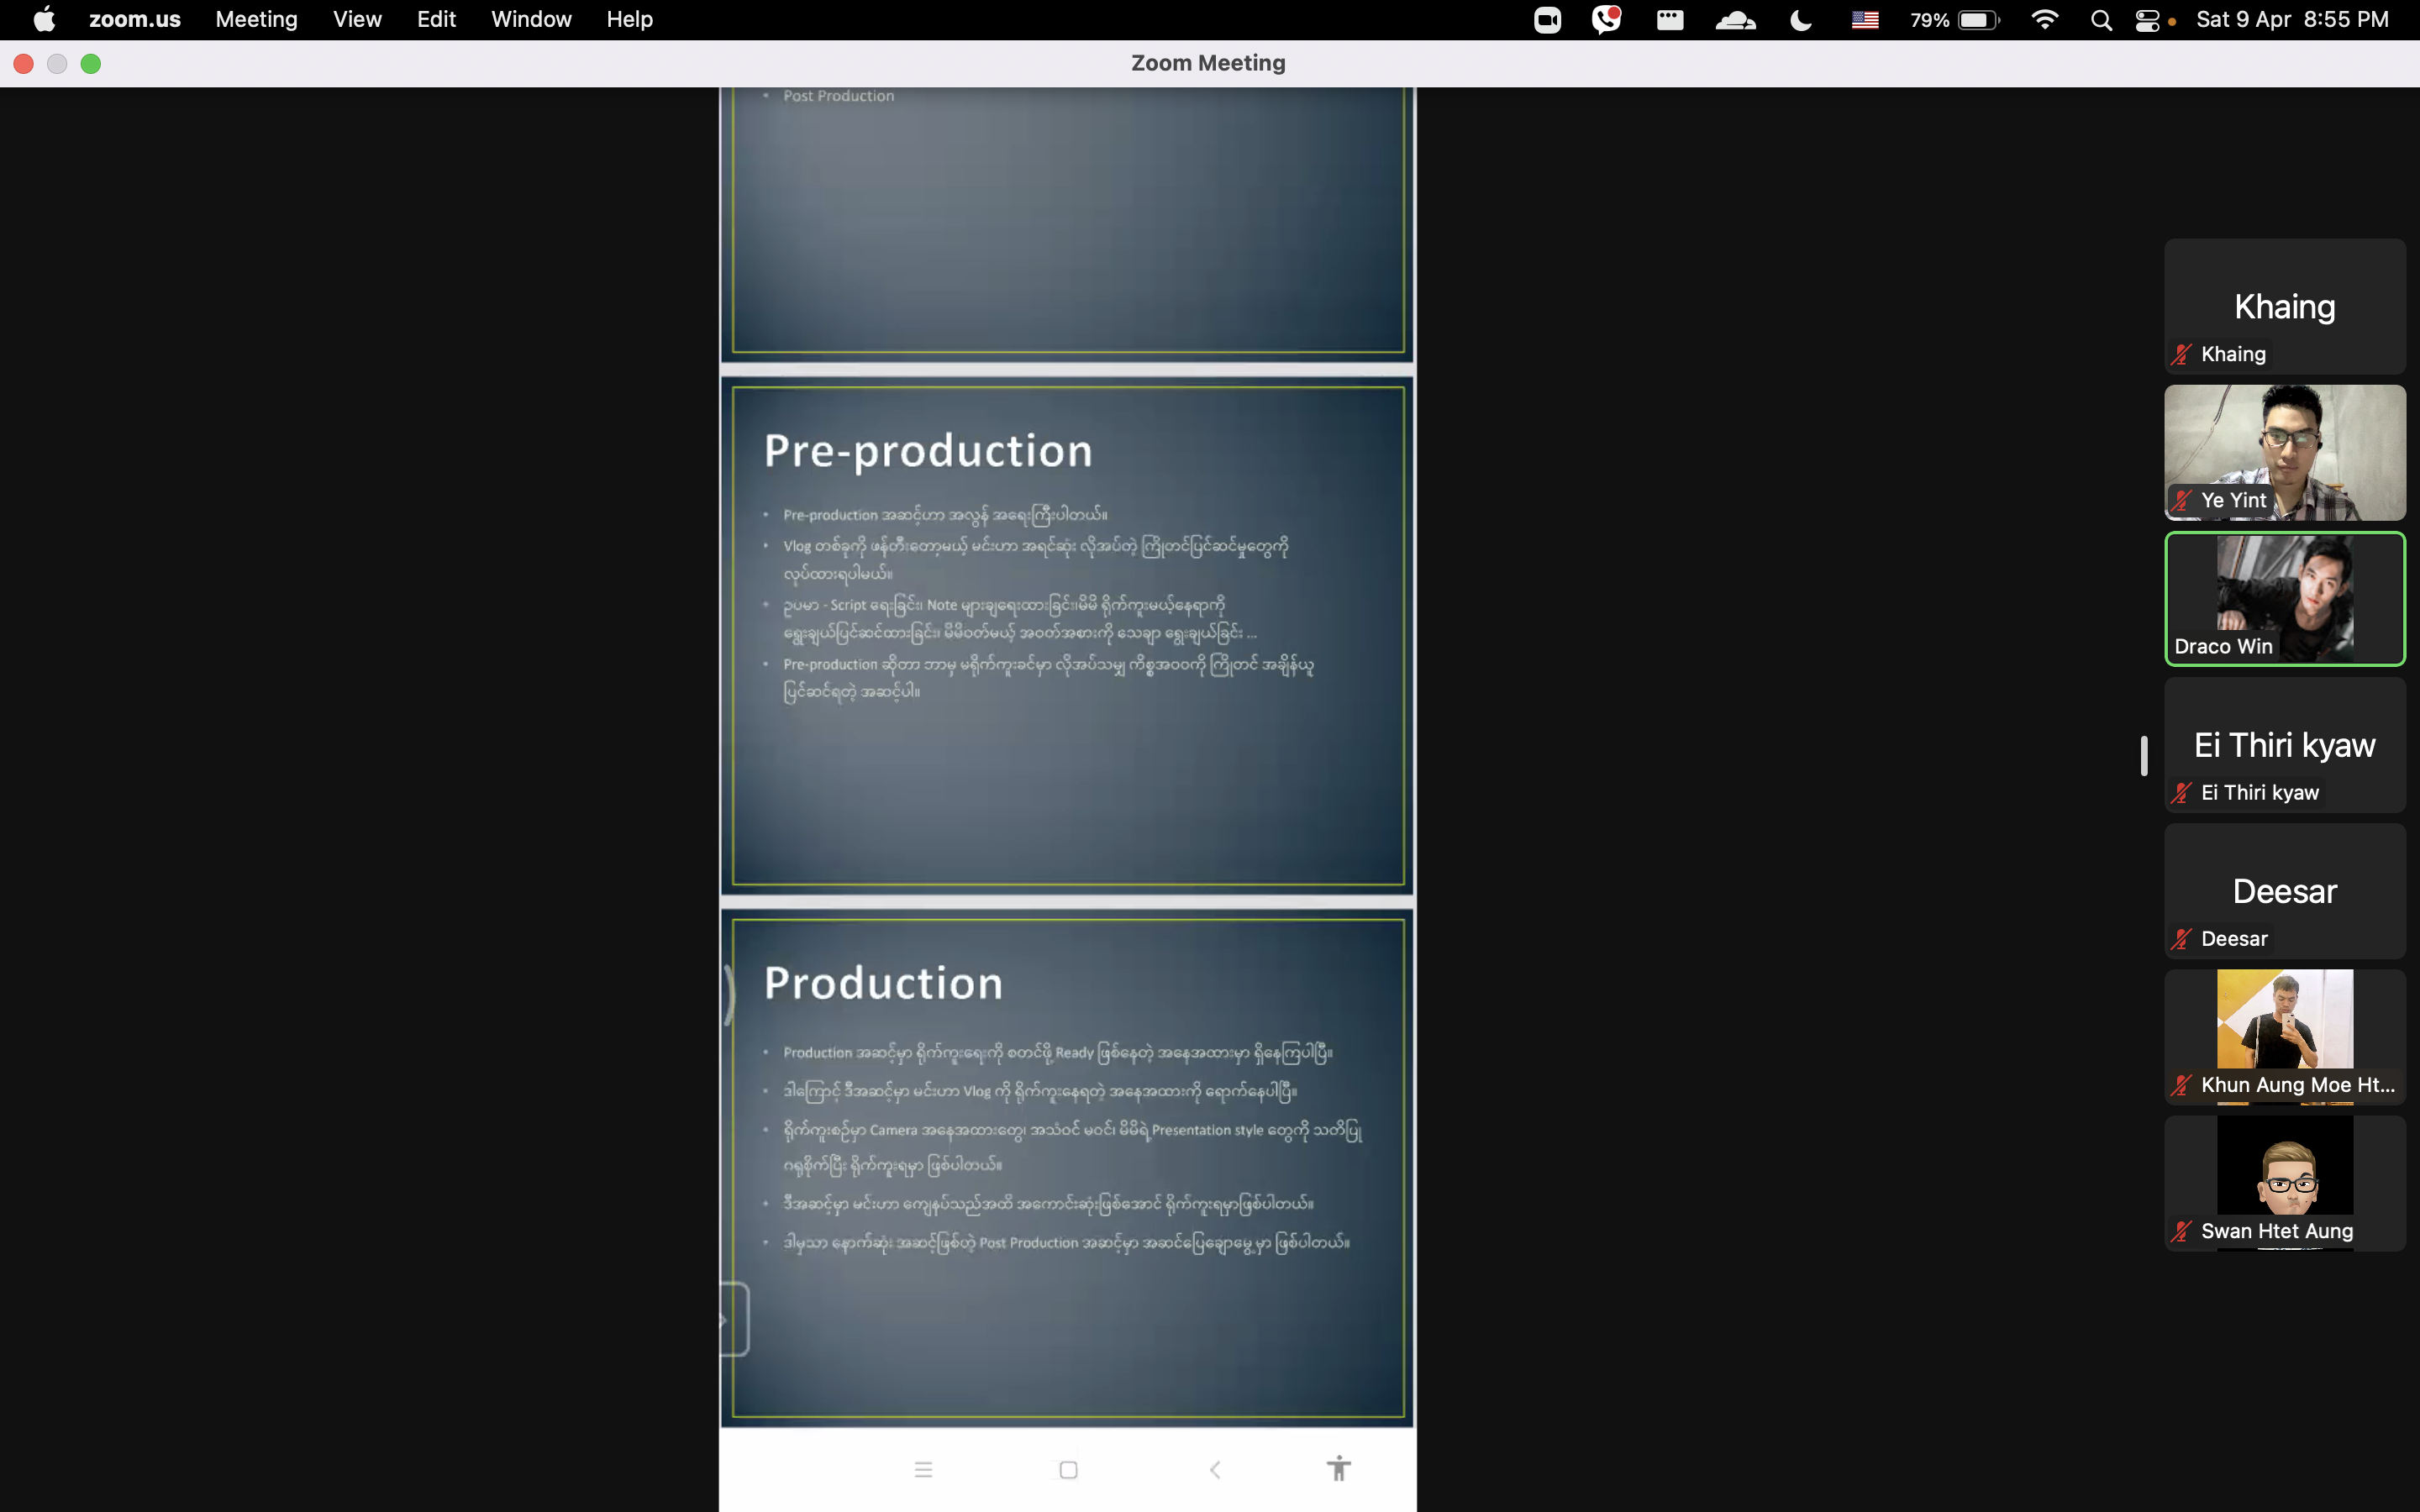 zoom.us Meeting View Edit Window Help 79% Sat 9 Apr 8:55 PM
Zoom Meeting
• Post Production
Pre-production
• Pre-production အဆင့်ဟာ အလွန် အရေးကြီးပါတယ်။
• Vlog တစ်ခုကို ဖန်တီးတော့မယ့် မင်းဟာ အရင်ဆုံး လိုအပ်တဲ့ ကြိုတင်ပြင်ဆင်မှုတွေကို
လုပ်ထားရပါမယ်။
• ဥပမာ - Script ရေးခြင်း၊ Note များချရေးထားခြင်း၊မိမိ ရိုက်ကူးမယ့်နေရာကို
ရွေးချယ်ပြင်ဆင်ထားခြင်း၊ မိမိဝတ်မယ့် အဝတ်အစားကို သေချာ ရွေးချယ်ခြင်း ...
• Pre-production ဆိုတာ ဘာမှ မရိုက်ကူးခင်မှာ လိုအပ်သမျှ ကိစ္စအဝဝကို ကြိုတင် အချိန်ယူ
ပြင်ဆင်ရတဲ့ အဆင့်ပါ။
Production
• Production အဆင့်မှာ ရိုက်ကူးရေးကို စတင်ဖို့ Ready ဖြစ်နေတဲ့ အနေအထားမှာ ရှိနေကြပါပြီ။
• ဒါကြောင့် ဒီအဆင့်မှာ မင်းဟာ Vlog ကို ရိုက်ကူးနေရတဲ့ အနေအထားကို ရောက်နေပါပြီ။
• ရိုက်ကူးစဉ်မှာ Camera အနေအထားတွေ၊ အသံဝင် မဝင်၊ မိမိရဲ့ Presentation style တွေကို သတိပြု
ဂရုစိုက်ပြီး ရိုက်ကူးရမှာ ဖြစ်ပါတယ်။
• ဒီအဆင့်မှာ မင်းဟာ ကျေနပ်သည်အထိ အကောင်းဆုံးဖြစ်အောင် ရိုက်ကူးရမှာဖြစ်ပါတယ်။
• ဒါမှသာ နောက်ဆုံး အဆင့်ဖြစ်တဲ့ Post Production အဆင့်မှာ အဆင်ပြေချောမွေ့မှာ ဖြစ်ပါတယ်။
Khaing
Khaing
Ye Yint
Draco Win
Ei Thiri kyaw
Ei Thiri kyaw
Deesar
Deesar
Khun Aung Moe Ht...
Swan Htet Aung